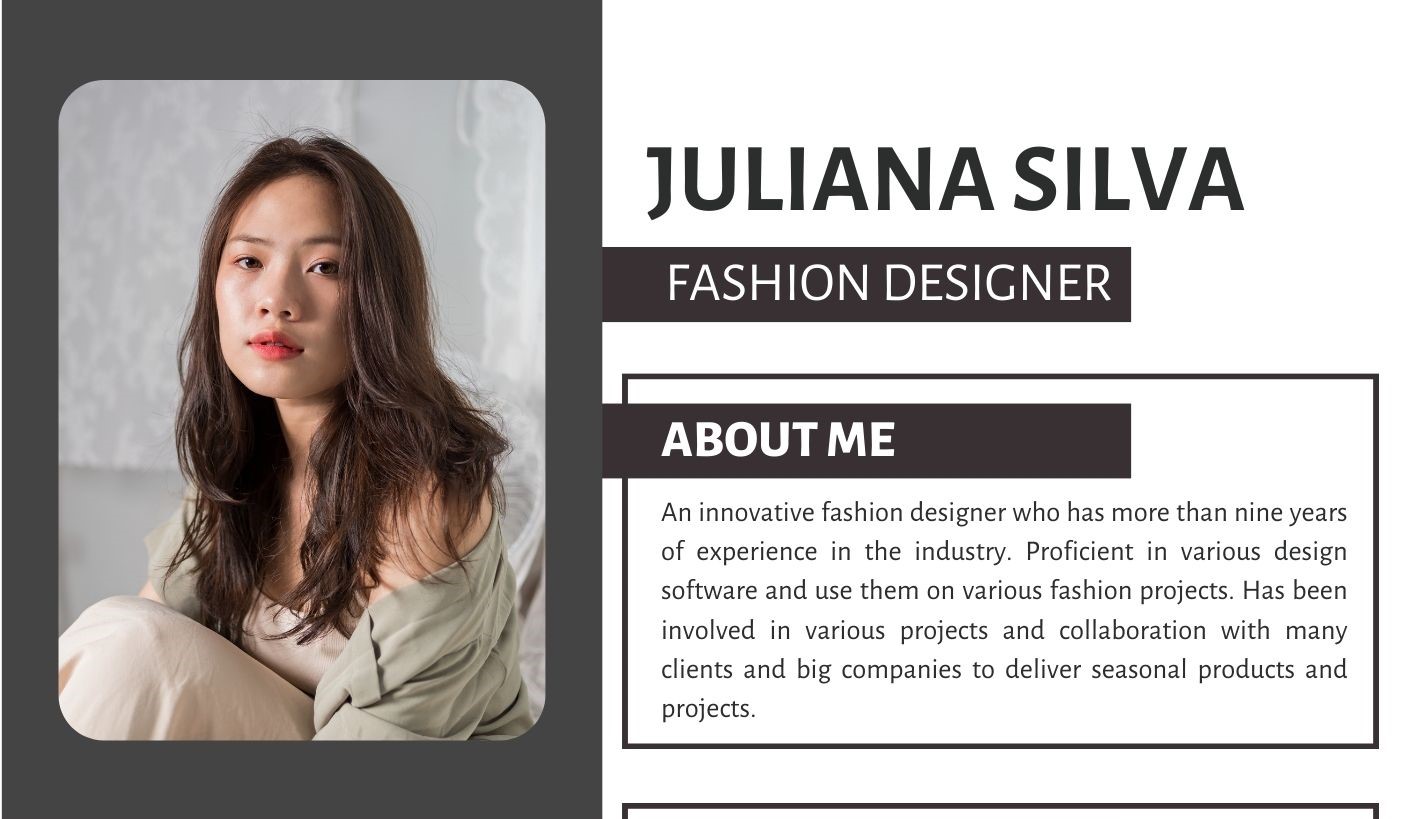 JULIANA SILVA
FASHION DESIGNER
ABOUT ME
An innovative fashion designer who has more than nine years
of experience in the industry. Proficient in various design
software and use them on various fashion projects. Has been
involved in various projects and collaboration with many
clients and big companies to deliver seasonal products and
projects.